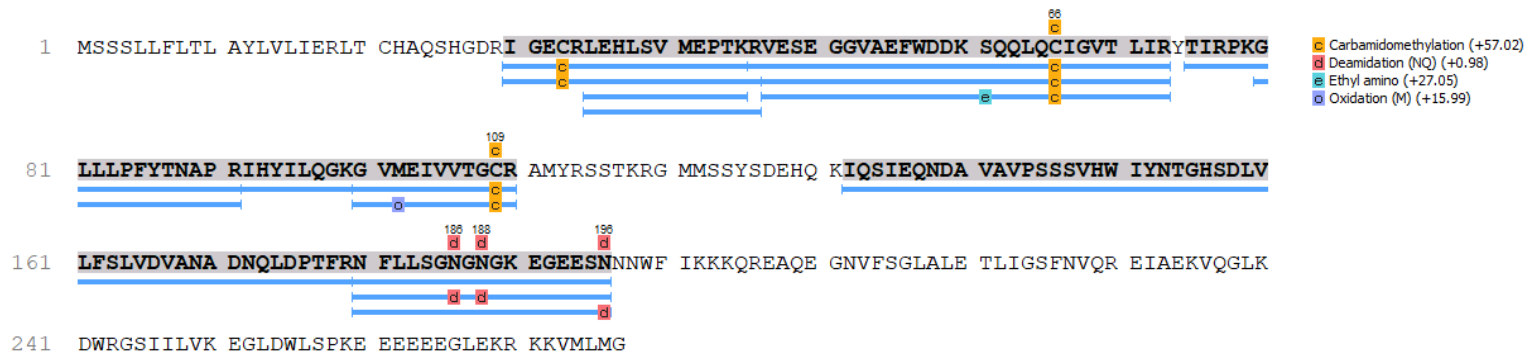 66
c
1 MSSSLLFLTL AYLVLIERLT CHAQSHGDRI GECRLEHLSV MEPTKRVESE GGVAEFWDDK SQQLQCIGVT LIRYTIRPKG
c c
c c
e c
c Carbamidomethylation (+57.02)
d Deamidation (NQ) (+0.98)
e Ethyl amino (+27.05)
o Oxidation (M) (+15.99)
109
c
81 LLLPFYTNAP RIHYILQGKG VMEIVVTGCR AMYRSSTKRG MMSSYSDEHQ KIQSIEQNDA VAVPSSSVHW IYNTGHSDLV
c
o c
186 188 196
d d d
161 LFSLVDVANA DNQLDPTFRN FLLSGNGNGK EGEESNNNWF IKKKQREAQE GNVFSGLALE TLIGSFNVQR EIAEKVQGLK
d d
d
241 DWRGSIILVK EGLDWLSPKE EEEEEGLEKR KKVMLMG